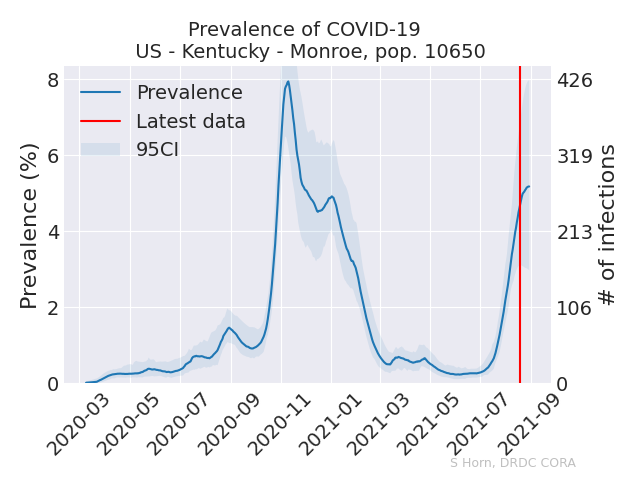 Prevalence of COVID-19
US - Kentucky - Monroe, pop. 10650
Prevalence
Latest data
95CI
Prevalence (%)
8
6
4
2
0
# of infections
426
319
213
106
0
2020-03
2020-05
2020-07
2020-09
2020-11
2021-01
2021-03
2021-05
2021-07
2021-09
S Horn, DRDC CORA